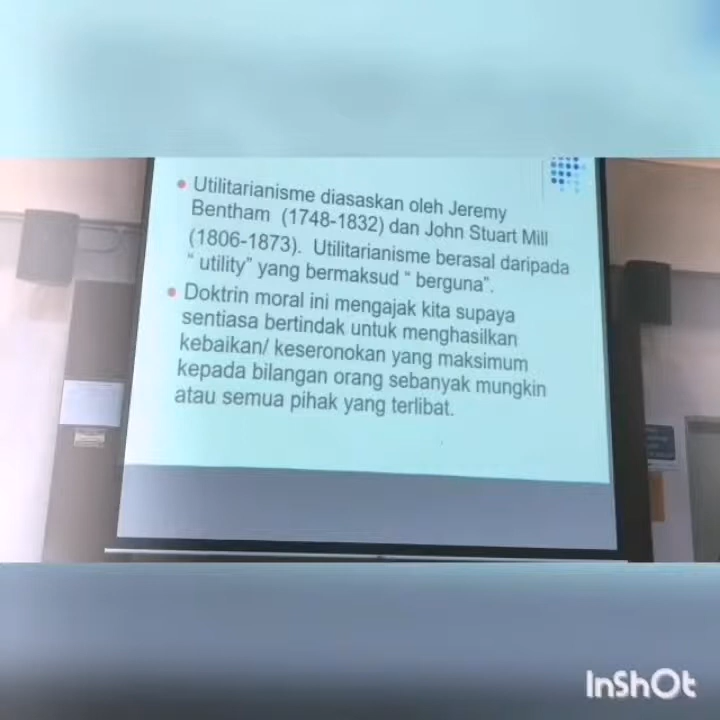 Utilitarianisme diasaskan oleh Jeremy
Bentham (1748-1832) dan John Stuart Mill
(1806-1873). Utilitarianisme berasal daripada
“ utility” yang bermaksud “ berguna”.
Doktrin moral ini mengajak kita supaya
sentiasa bertindak untuk menghasilkan
kebaikan/ keseronokan yang maksimum
kepada bilangan orang sebanyak mungkin
atau semua pihak yang terlibat.
InShOt